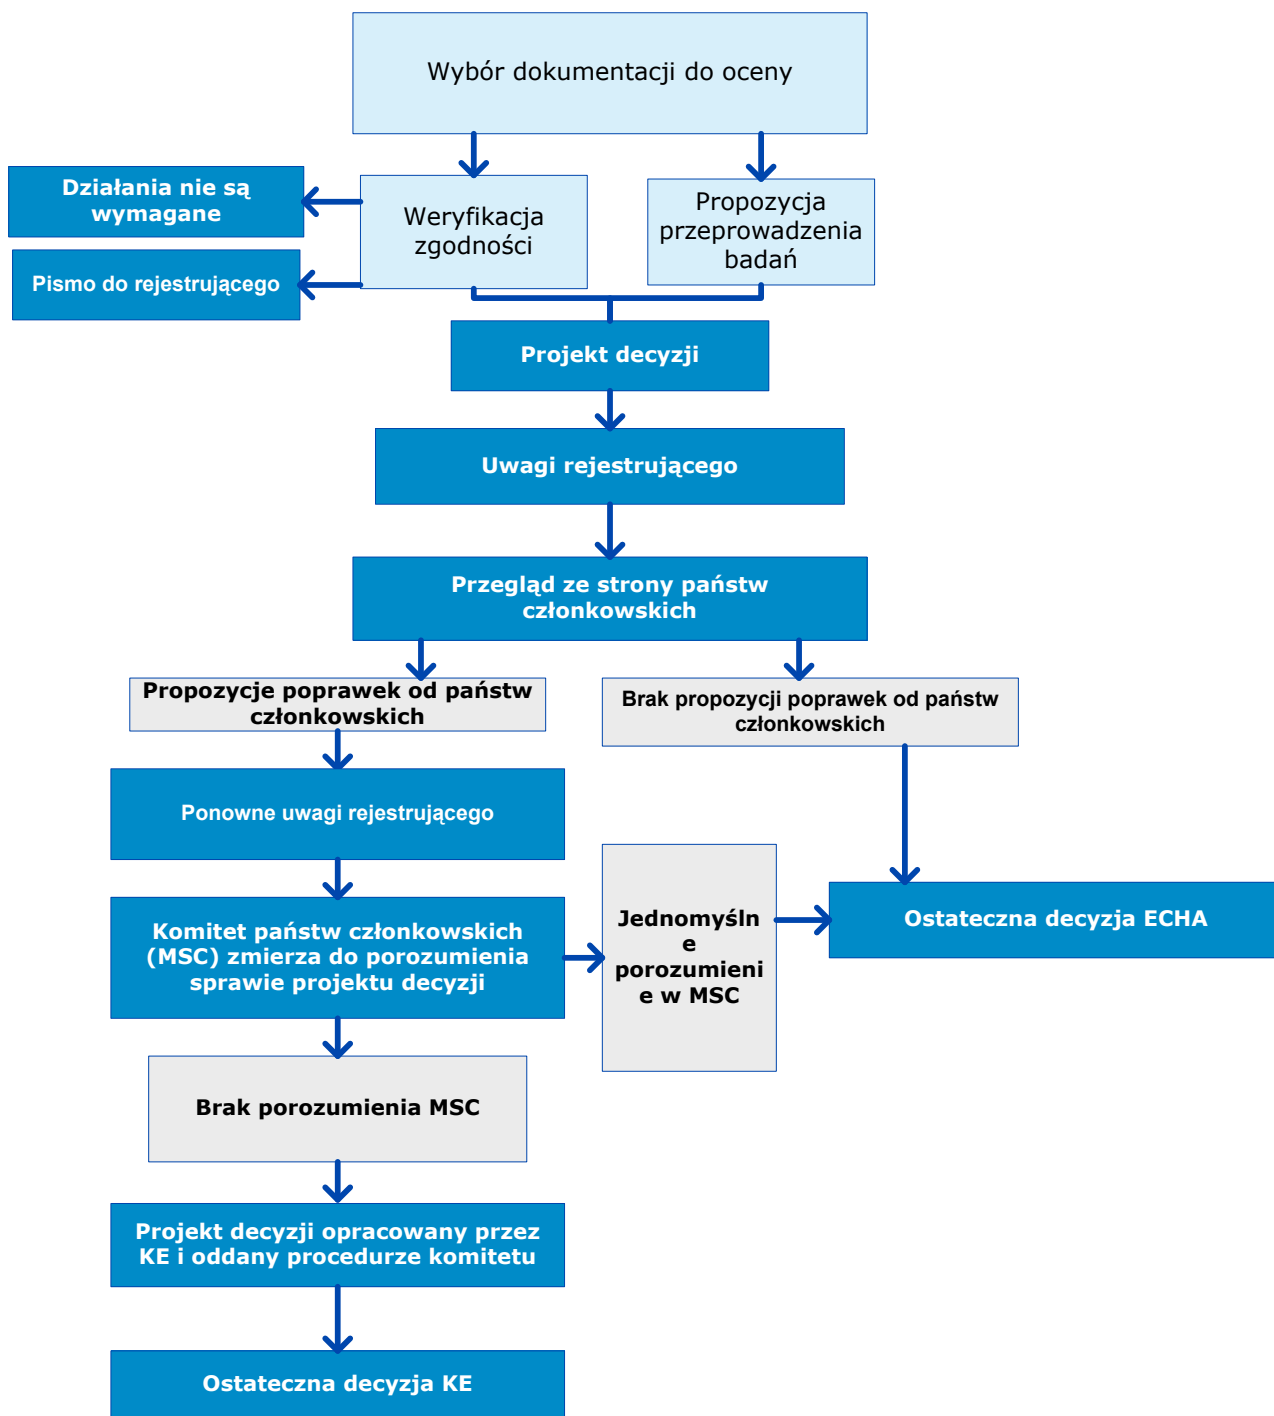 Wybór dokumentacji do oceny
Działania nie są
wymagane
Weryfikacja
zgodności
Propozycja
przeprowadzenia
badań
Pismo do rejestrującego
Projekt decyzji
Uwagi rejestrującego
Przegląd ze strony państw
członkowskich
Propozycje poprawek od państw
członkowskich
Brak propozycji poprawek od państw
członkowskich
Ponowne uwagi rejestrującego
Komitet państw członkowskich
(MSC) zmierza do porozumienia
sprawie projektu decyzji
Jednomyśln
e
porozumieni
e w MSC
Ostateczna decyzja ECHA
Brak porozumienia MSC
Projekt decyzji opracowany przez
KE i oddany procedurze komitetu
Ostateczna decyzja KE